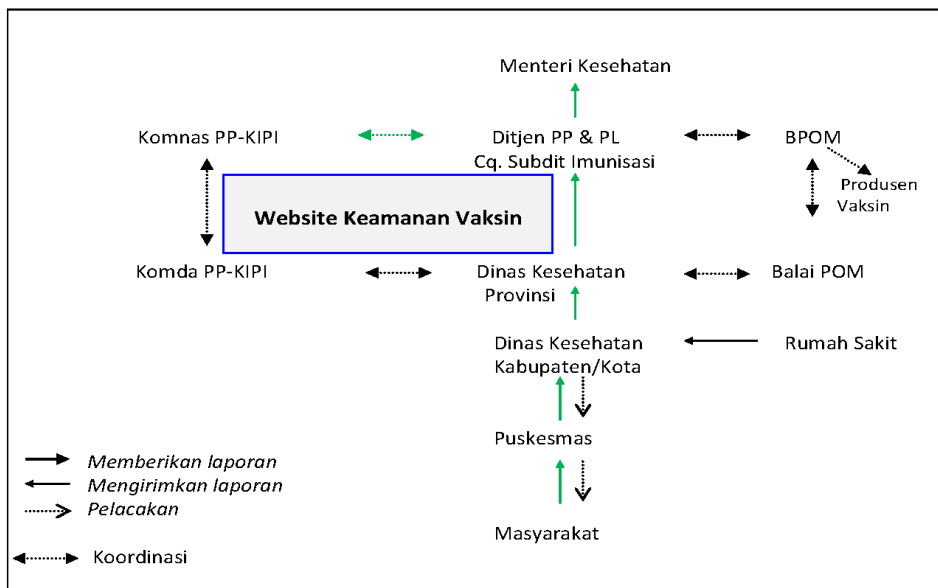 Menteri Kesehatan
Komnas PP-KIPI
Ditjen PP & PL
Cq. Subdit Imunisasi
BPOM
Produsen
Vaksin
Website Keamanan Vaksin
Komda PP-KIPI
Dinas Kesehatan
Provinsi
Balai POM
Dinas Kesehatan
Kabupaten/Kota
Rumah Sakit
Puskesmas
Masyarakat
Memberikan laporan
Mengirimkan laporan
Pelacakan
Koordinasi